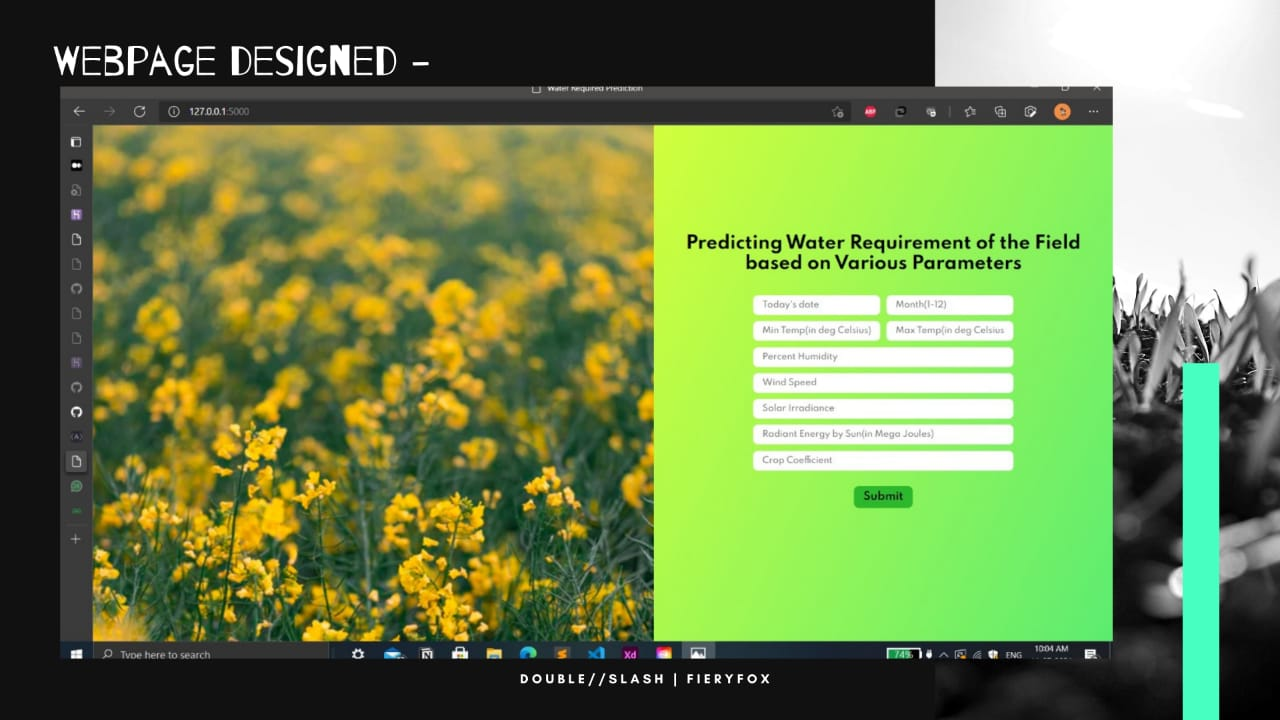 WEBPAGE DESIGNED –
Water Required Prediction
127.0.0.1:5000
ABP
Predicting Water Requirement of the Field
based on Various Parameters
Today's date
Month(1-12)
Min Temp(in deg Celsius)
Max Temp(in deg Celsius
Percent Humidity
Wind Speed
Solar Irradiance
Radiant Energy by Sun(in Mega Joules)
Crop Coefficient
Submit
Type here to search
Xd
74%
ENG
10:04 AM
DOUBLE//SLASH | FIERYFOX